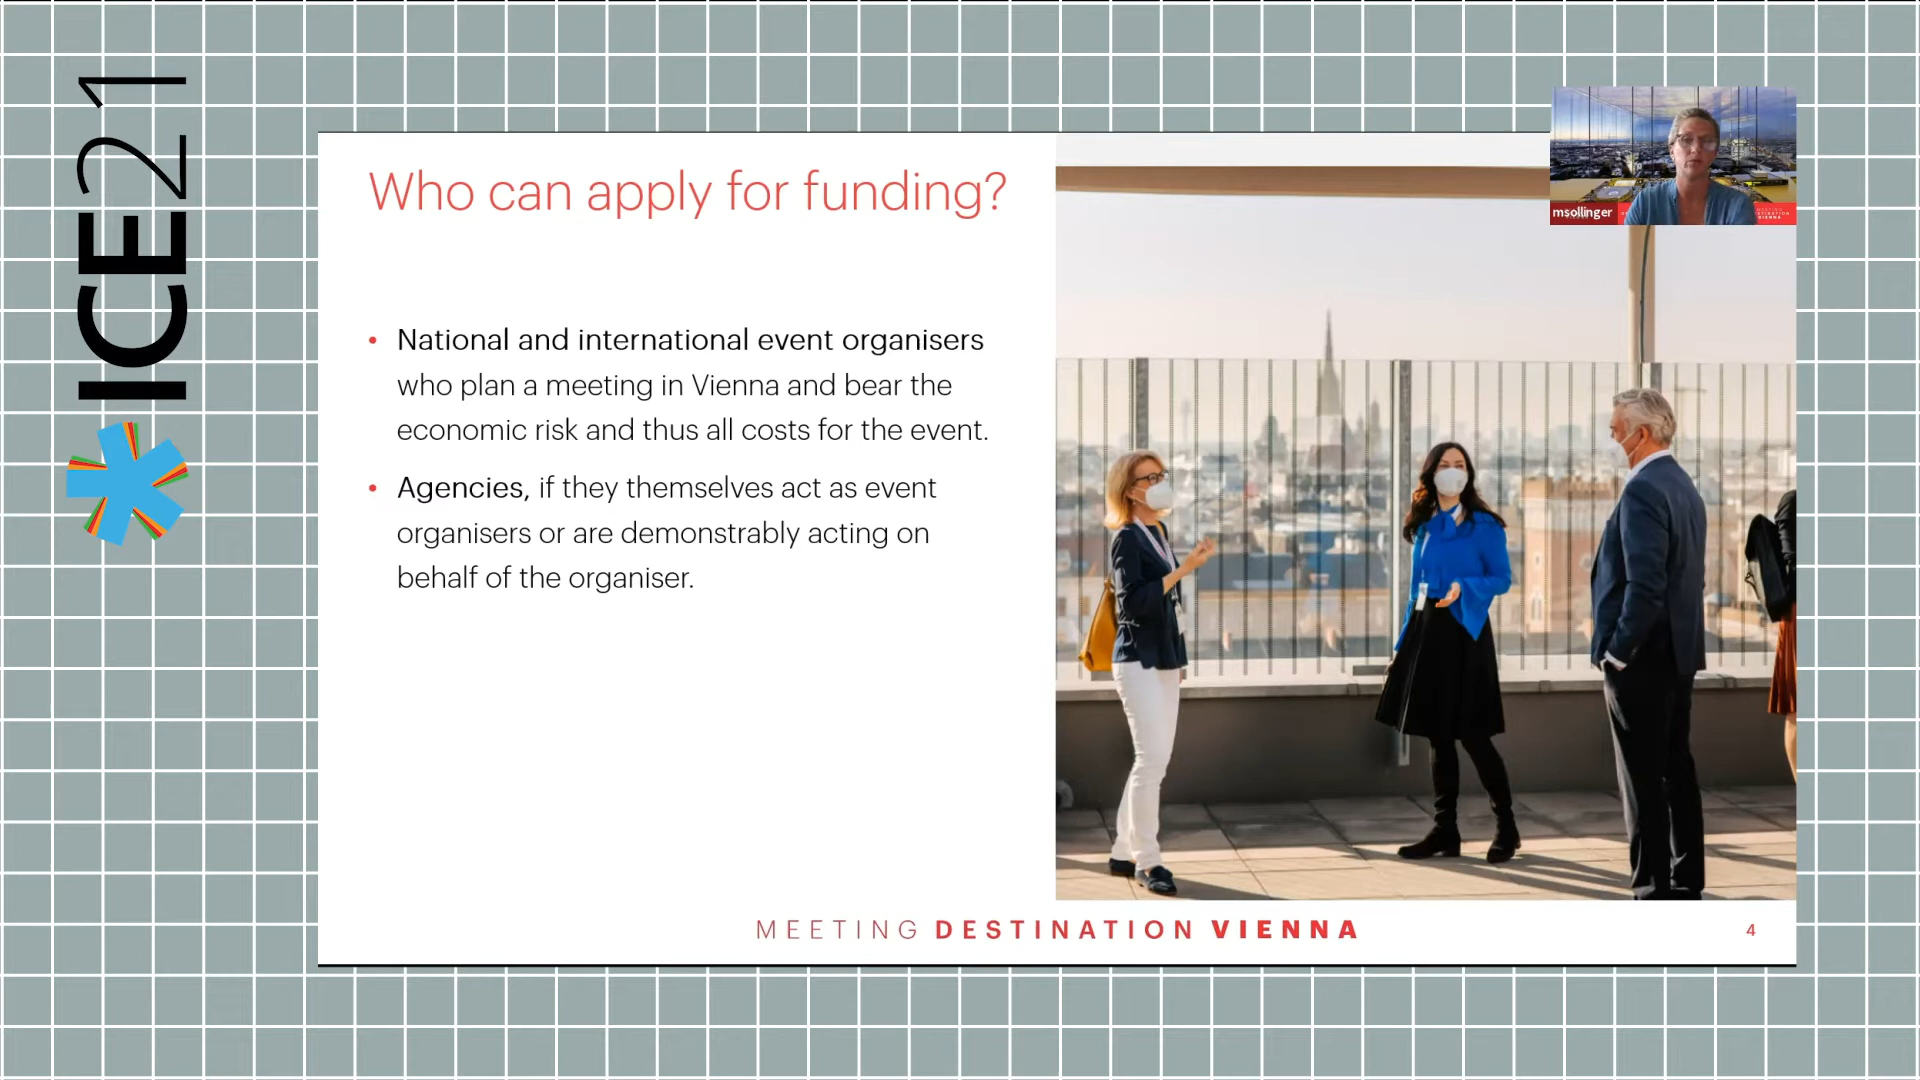 ICE21
Who can apply for funding?
• National and international event organisers
who plan a meeting in Vienna and bear the
economic risk and thus all costs for the event.
• Agencies, if they themselves act as event
organisers or are demonstrably acting on
behalf of the organiser.
msollinger
MEETING DESTINATION VIENNA
4